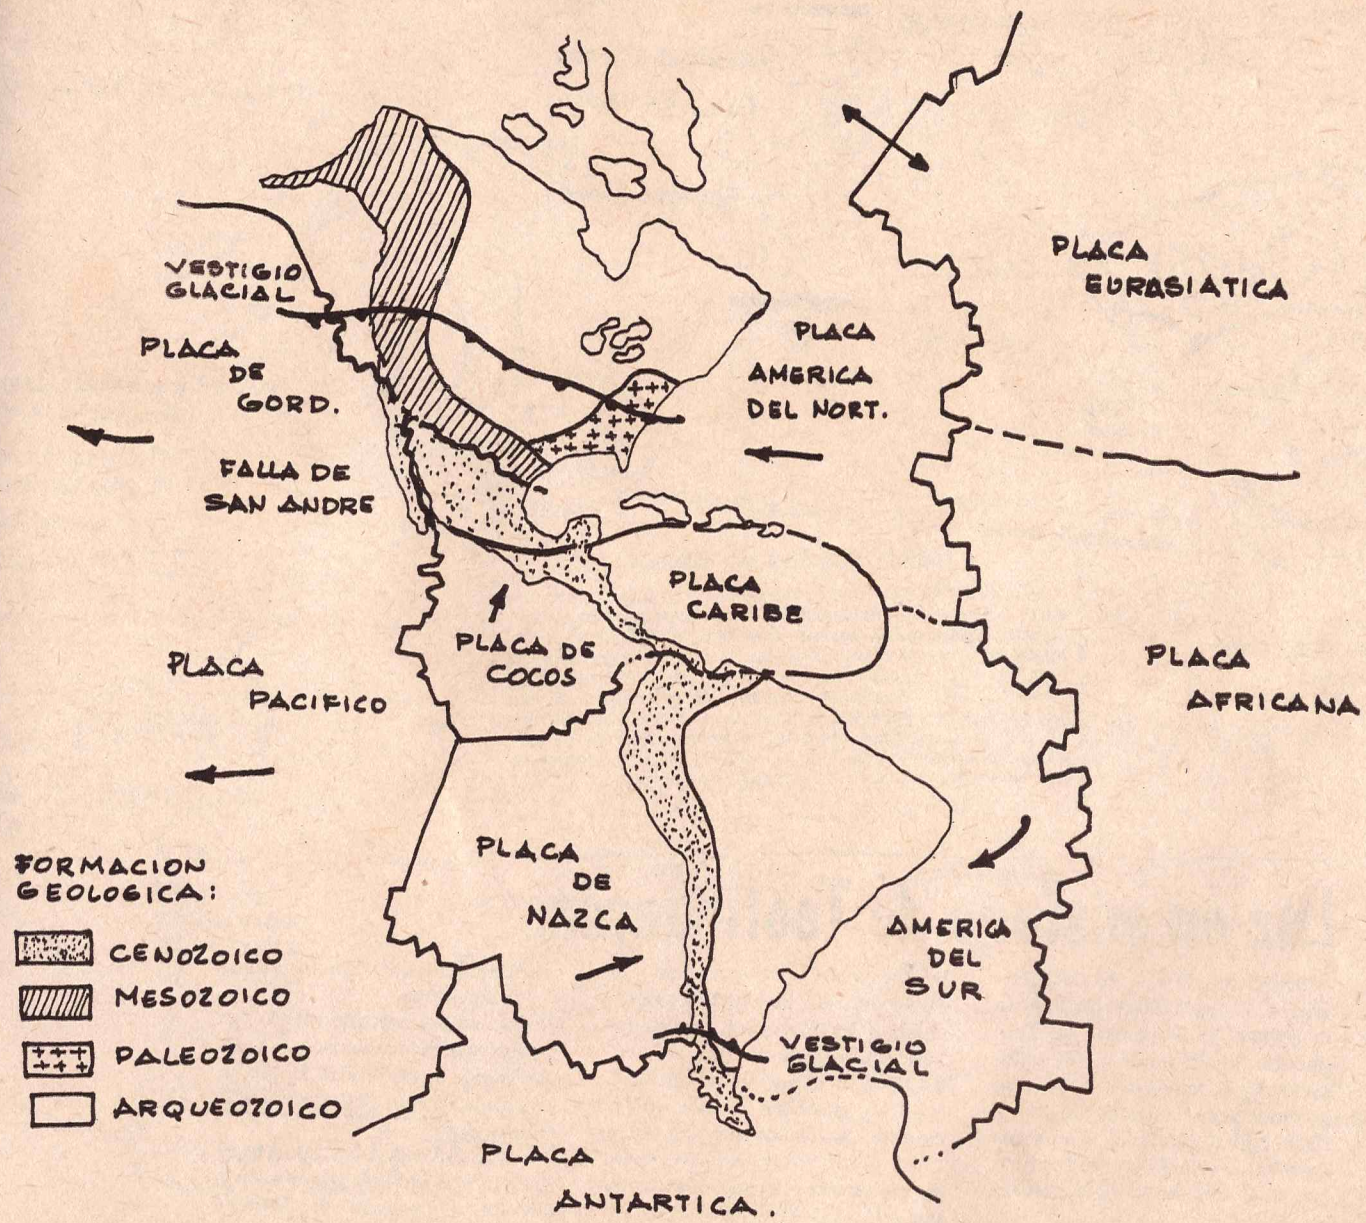 PLACA
EURASIATICA
VESTIGIO
GLACIAL
PLACA
DE
GORD.
PLACA
AMERICA
DEL NORT.
FALLA DE
SAN ANDRE
PLACA
CARIBE
PLACA DE
COCOS
PLACA
PACIFICO
PLACA
AFRICANA
PLACA
DE
NAZCA
AMERICA
DEL
SUR
FORMACION
GEOLOGICA:
CENOZOICO
MESOZOICO
PALEOZOICO
ARQUEOZOICO
VESTIGIO
GLACIAL
PLACA
ANTARTICA.